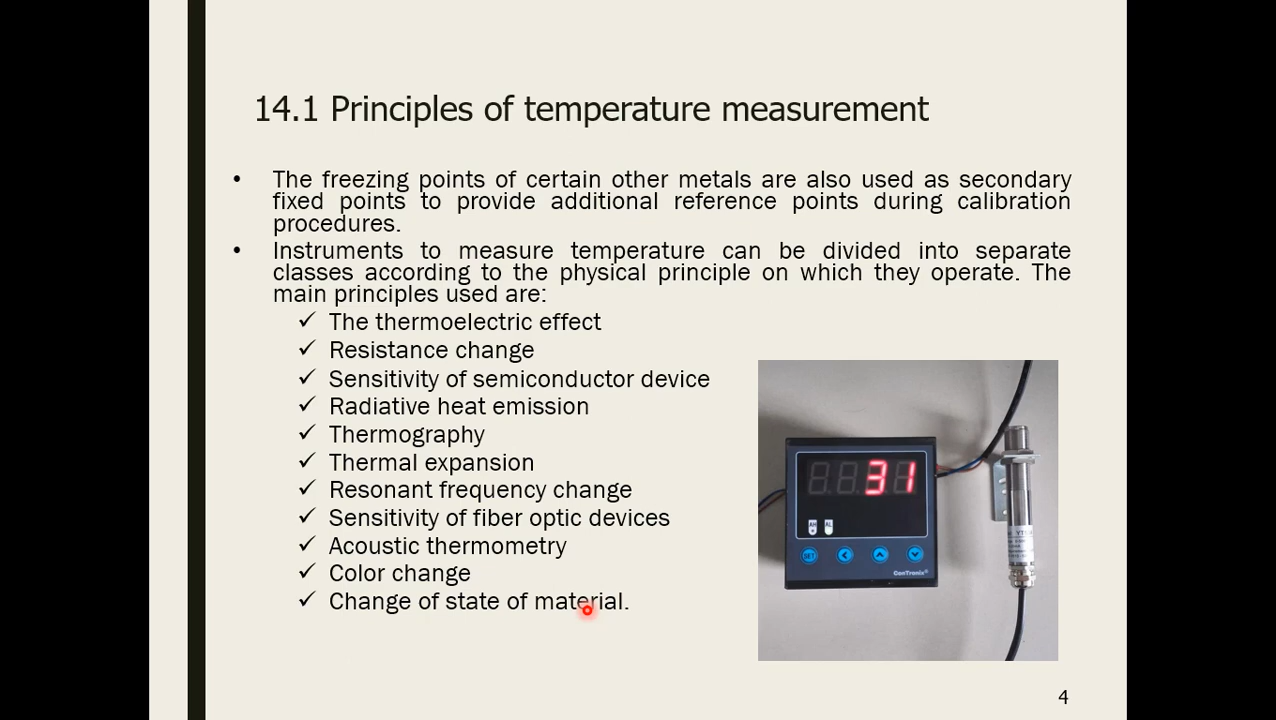 14.1 Principles of temperature measurement
• The freezing points of certain other metals are also used as secondary
fixed points to provide additional reference points during calibration
procedures.
• Instruments to measure temperature can be divided into separate
classes according to the physical principle on which they operate. The
main principles used are:
✓ The thermoelectric effect
✓ Resistance change
✓ Sensitivity of semiconductor device
✓ Radiative heat emission
✓ Thermography
✓ Thermal expansion
✓ Resonant frequency change
✓ Sensitivity of fiber optic devices
✓ Acoustic thermometry
✓ Color change
✓ Change of state of material.
31
AH AL
SET
ConTronix®
4